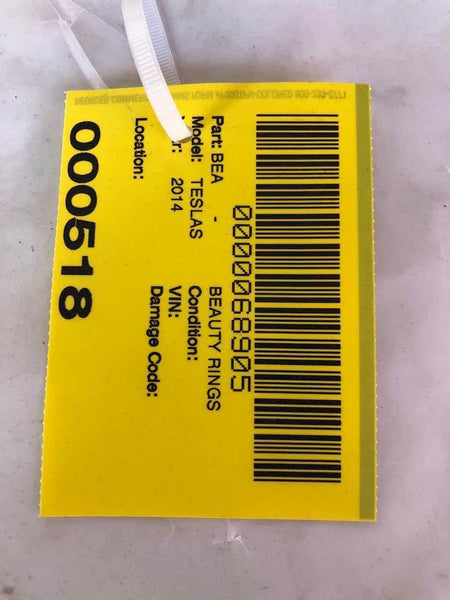 0000068905
Part: BEA - BEAUTY RINGS
Model: TESLAS Condition:
2014 VIN:
Location: Damage Code:
000518